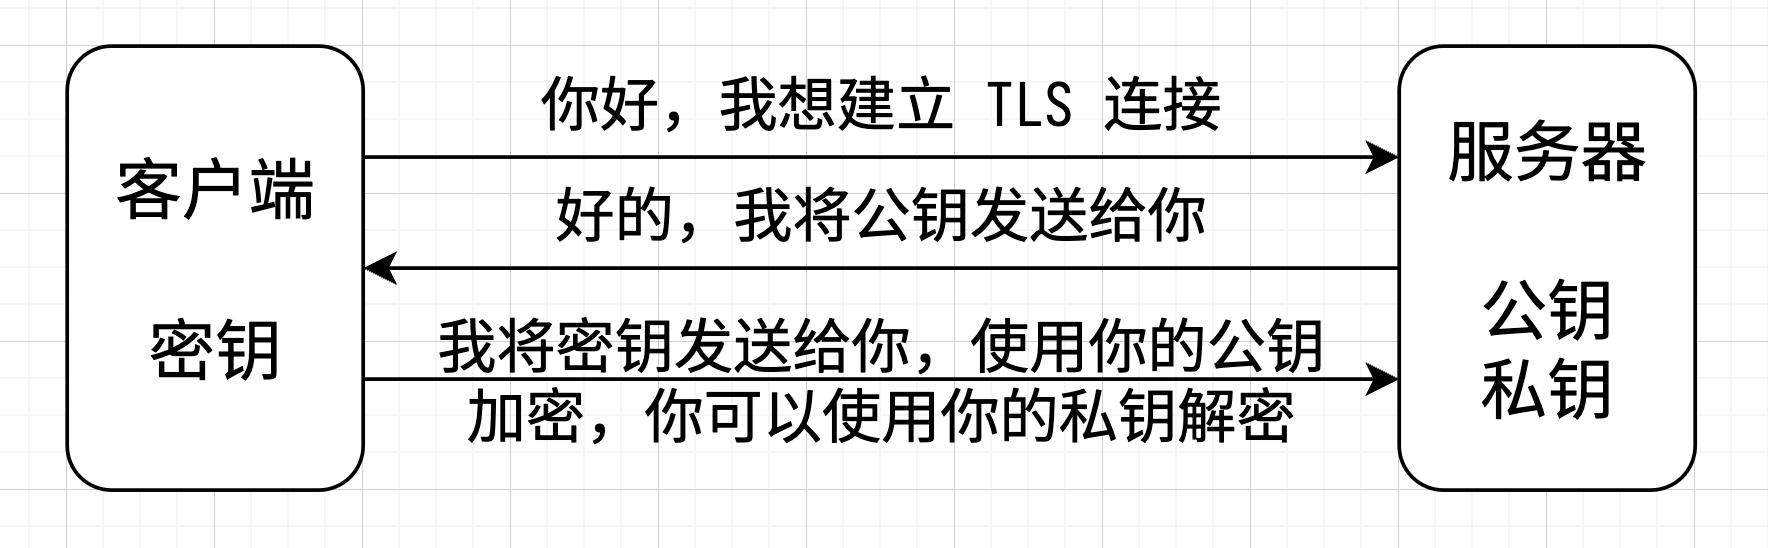 客户端
密钥
你好，我想建立 TLS 连接
好的，我将公钥发送给你
我将密钥发送给你，使用你的公钥
加密，你可以使用你的私钥解密
服务器
公钥
私钥